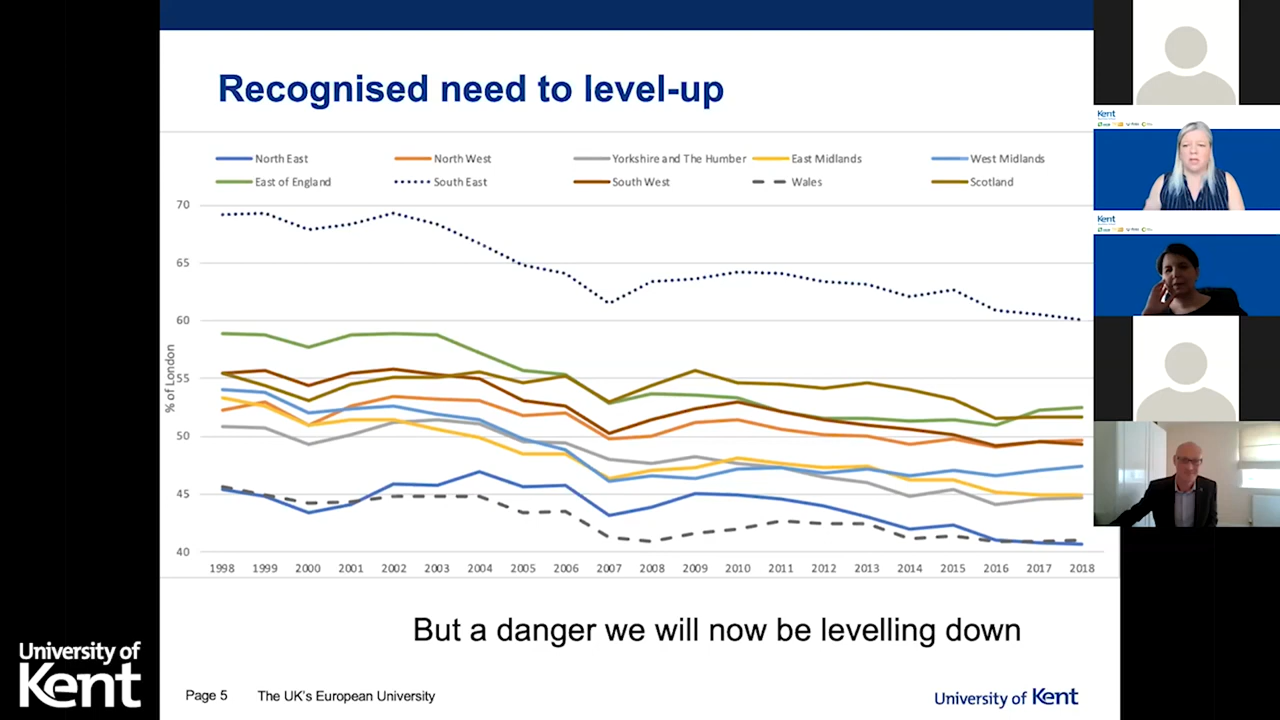 Recognised need to level-up
North East North West Yorkshire and The Humber East Midlands West Midlands
East of England South East South West Wales Scotland
70
65
60
55
50
45
40
% of London
1998 1999 2000 2001 2002 2003 2004 2005 2006 2007 2008 2009 2010 2011 2012 2013 2014 2015 2016 2017 2018
But a danger we will now be levelling down
Page 5 The UK's European University
University of Kent
University of
Kent
Kent
Kent